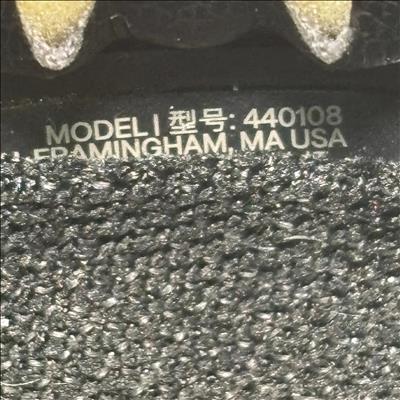 MODEL | 型号: 440108
FRAMINGHAM, MA USA